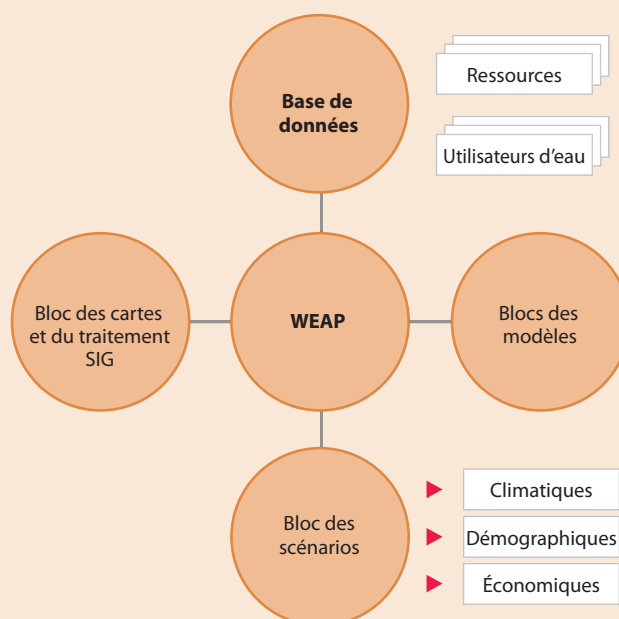 Base de
données
Ressources
Utilisateurs d'eau
Bloc des cartes
et du traitement
SIG
WEAP
Blocs des
modèles
Bloc des
scénarios
Climatiques
Démographiques
Économiques